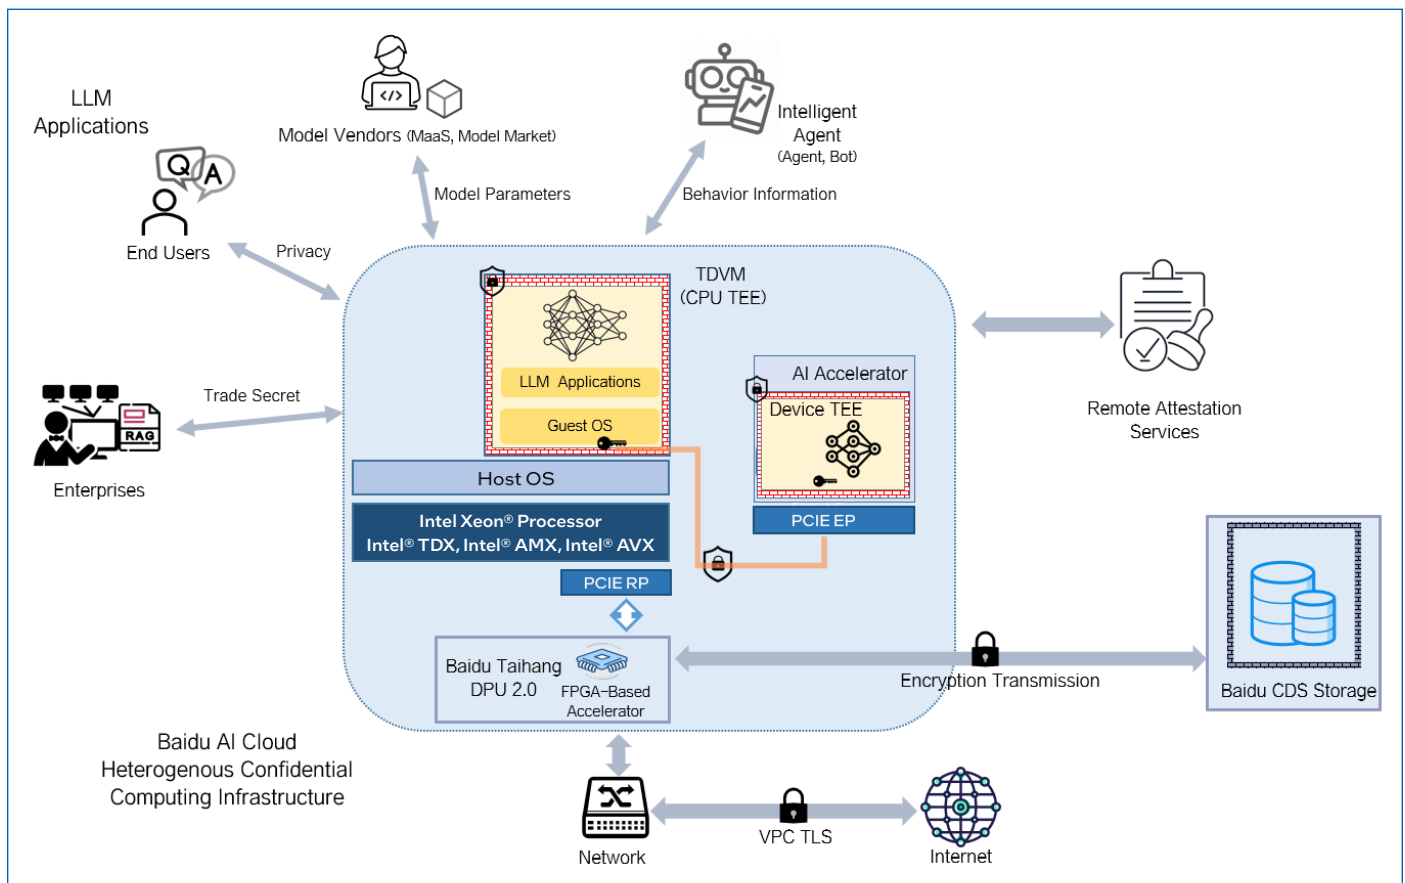 LLM
Applications
Model Vendors (MaaS, Model Market)
Intelligent
Agent
(Agent, Bot)
Q
A
End Users
Model Parameters
Behavior Information
Privacy
TDVM
(CPU TEE)
LLM Applications
Guest OS
AI Accelerator
Device TEE
PCIE EP
Remote Attestation
Services
Trade Secret
RAG
Enterprises
Host OS
Intel Xeon® Processor
Intel® TDX, Intel® AMX, Intel® AVX
PCIE RP
Baidu Taihang
DPU 2.0
FPGA-Based
Accelerator
Encryption Transmission
Baidu CDS Storage
Baidu AI Cloud
Heterogenous Confidential
Computing Infrastructure
Network
VPC TLS
Internet